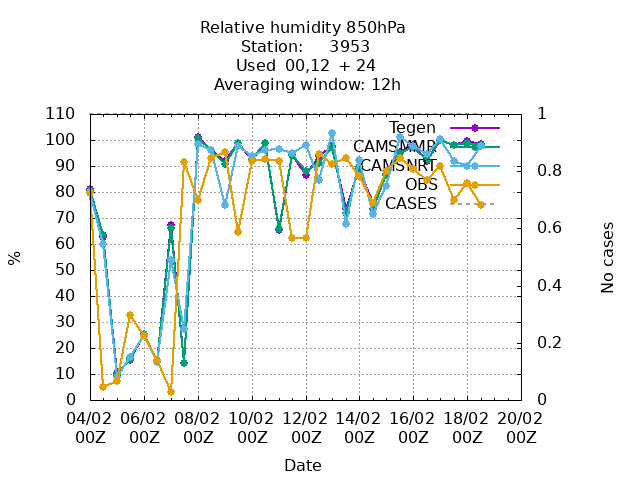 Relative humidity 850hPa
Station:     3953
Used  00,12  + 24
Averaging window: 12h
110
100
90
80
70
60
50
40
30
20
10
0
%
1
0.8
0.6
0.4
0.2
0
No cases
Tegen
CAMSMMR
CAMSNRT
OBS
CASES
04/02 06/02 08/02 10/02 12/02 14/02 16/02 18/02 20/02
00Z 00Z 00Z 00Z 00Z 00Z 00Z 00Z 00Z
Date